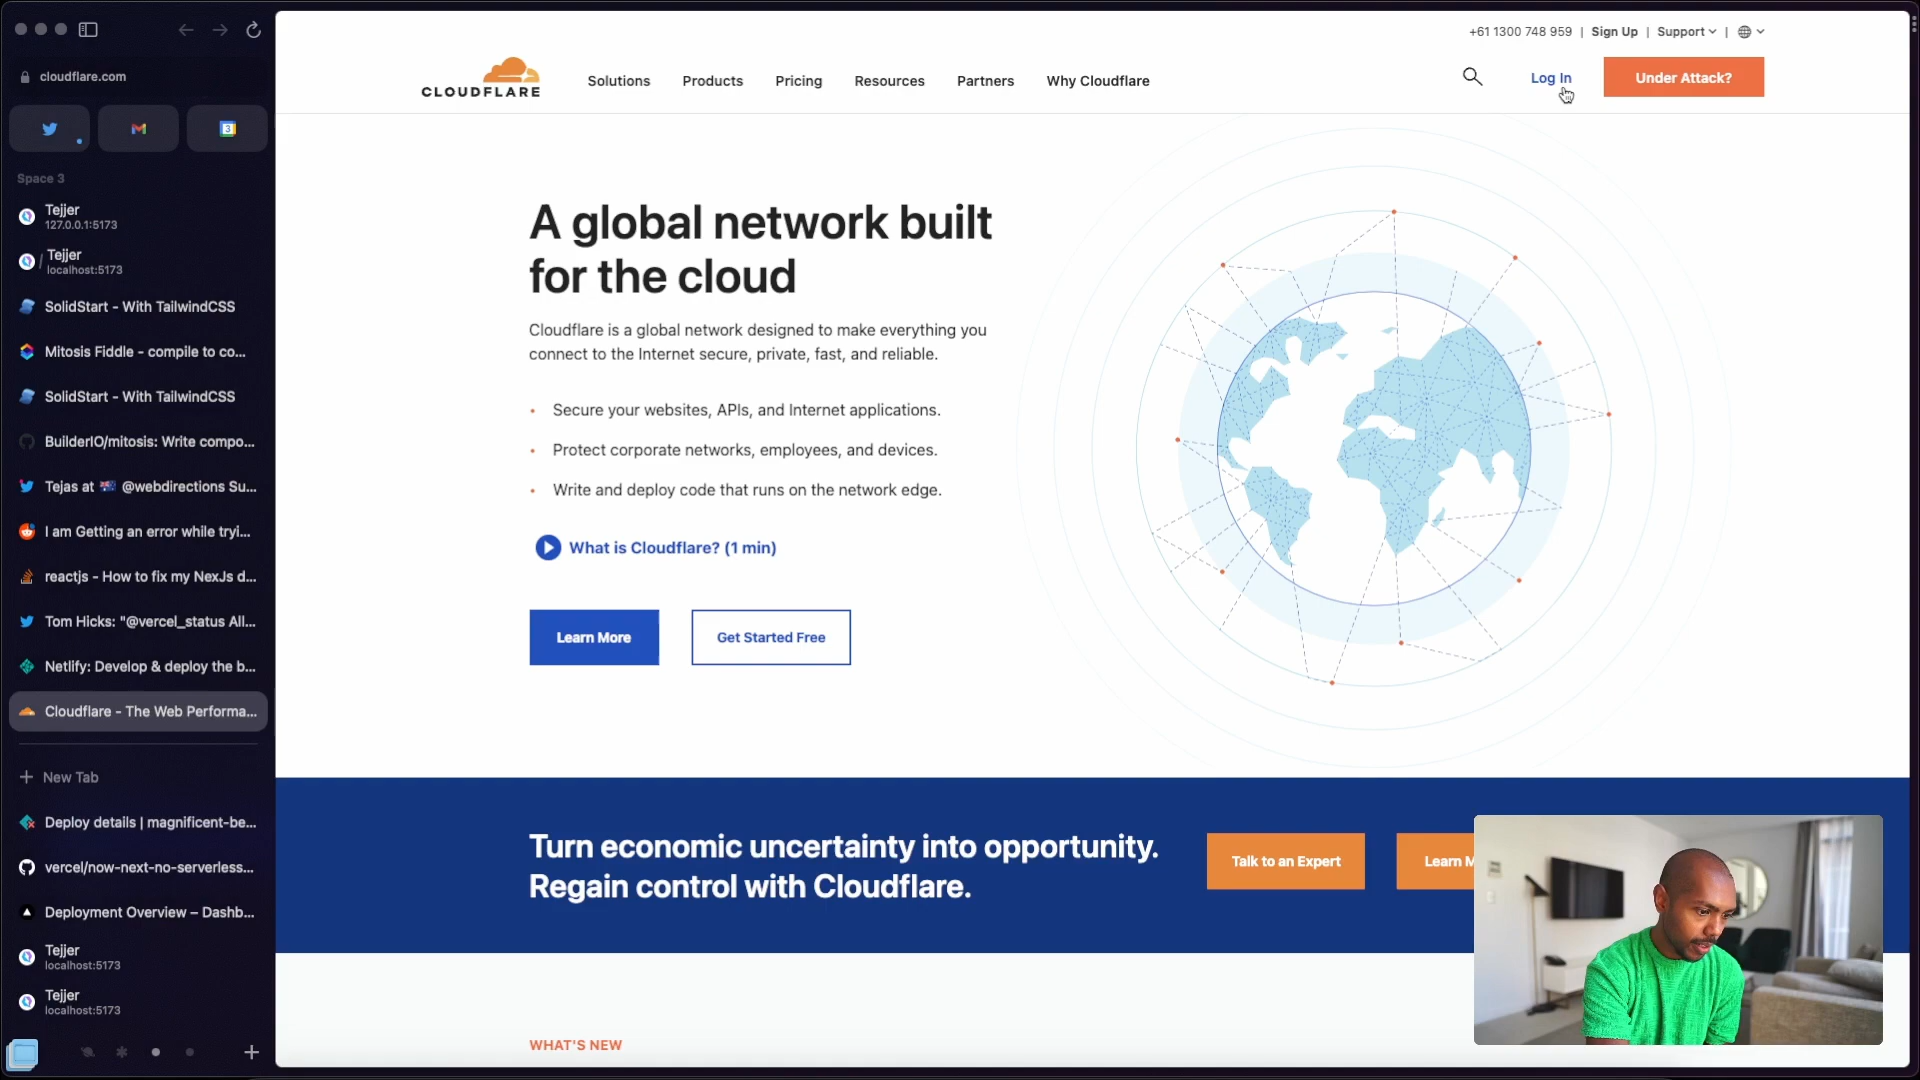 cloudflare.com
3
Space 3
Tejjer
127.0.0.1:5173
/ Tejjer
localhost:5173
SolidStart - With TailwindCSS
Mitosis Fiddle - compile to co...
SolidStart - With TailwindCSS
BuilderIO/mitosis: Write compo...
Tejas at 🇦🇺 @webdirections Su...
I am Getting an error while tryi...
reactjs - How to fix my NexJs d...
Tom Hicks: "@vercel_status All...
Netlify: Develop & deploy the b...
Cloudflare - The Web Performa...
New Tab
Deploy details | magnificent-be...
vercel/now-next-no-serverless...
Deployment Overview – Dashb...
Tejjer
localhost:5173
Tejjer
localhost:5173
+61 1300 748 959 | Sign Up | Support |
CLOUDFLARE
Solutions Products Pricing Resources Partners Why Cloudflare
Log In
Under Attack?
A global network built
for the cloud
Cloudflare is a global network designed to make everything you
connect to the Internet secure, private, fast, and reliable.
• Secure your websites, APIs, and Internet applications.
• Protect corporate networks, employees, and devices.
• Write and deploy code that runs on the network edge.
What is Cloudflare? (1 min)
Learn More
Get Started Free
Turn economic uncertainty into opportunity.
Regain control with Cloudflare.
Talk to an Expert
Learn M
WHAT'S NEW